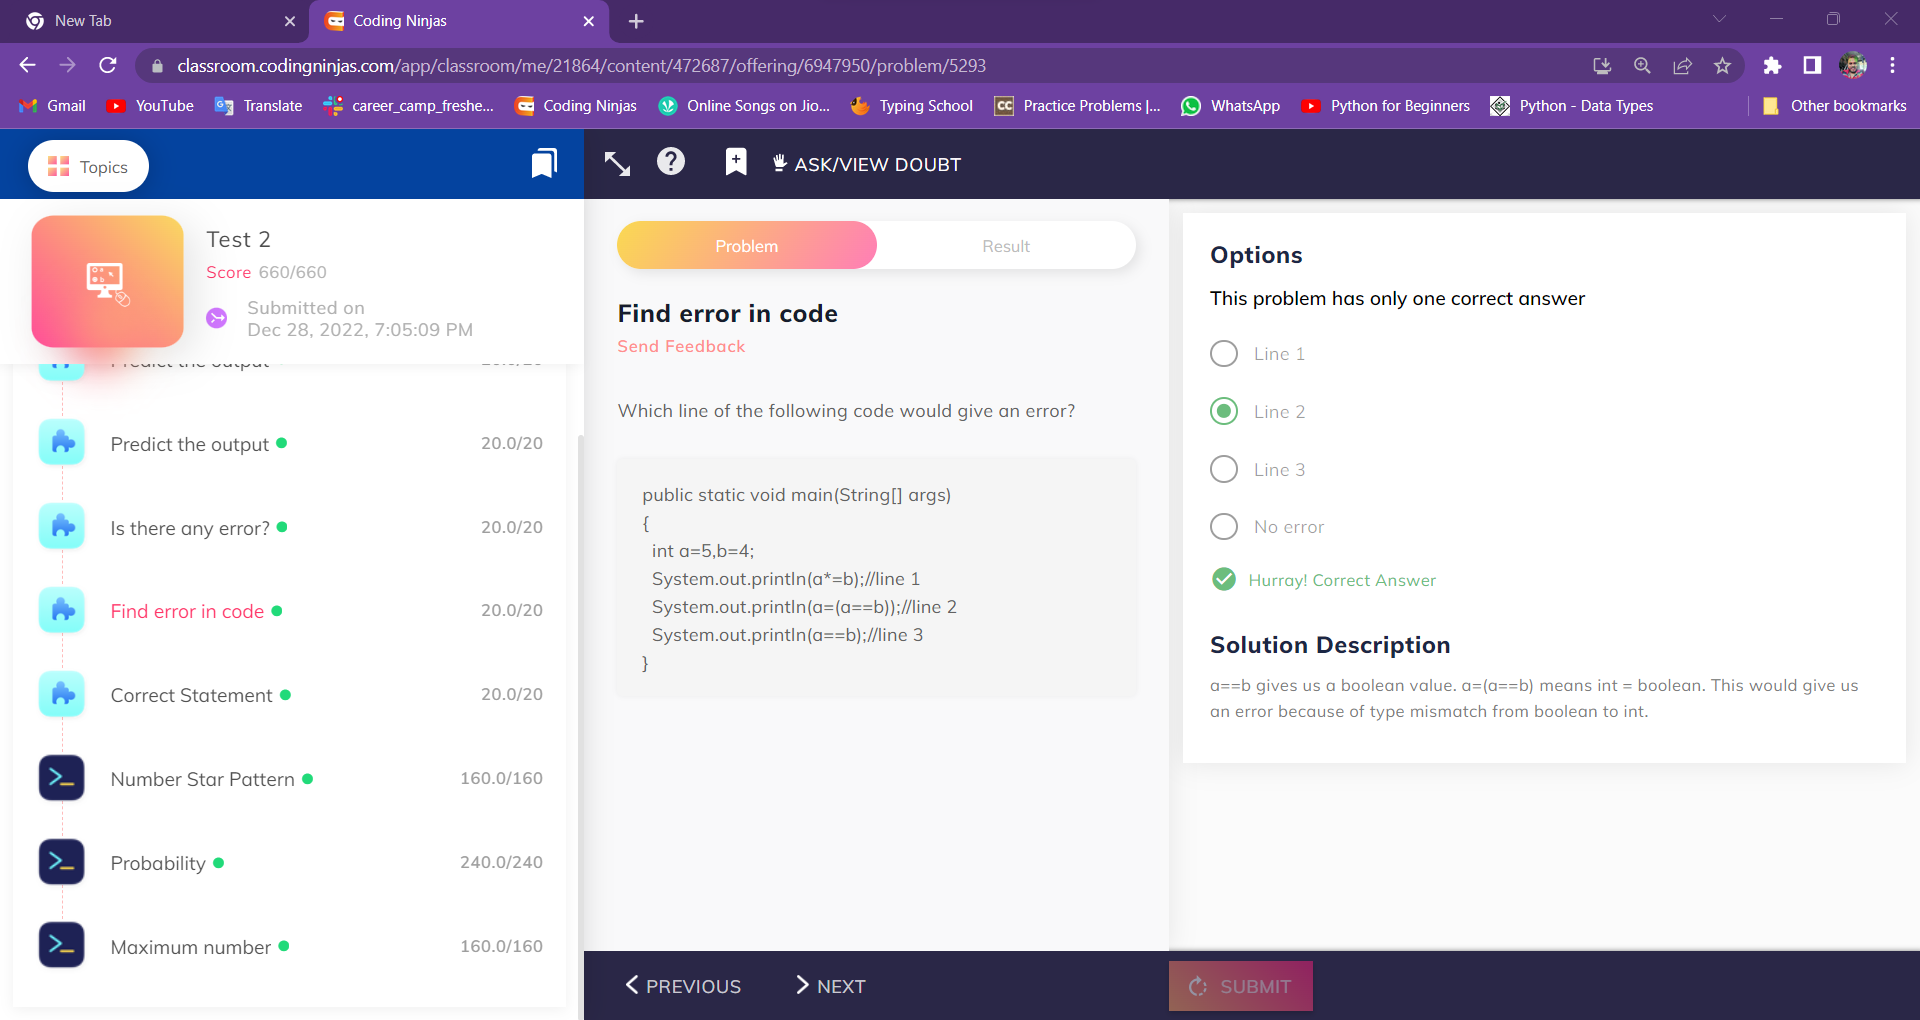 New Tab
Coding Ninjas
classroom.codingninjas.com/app/classroom/me/21864/content/472687/offering/6947950/problem/5293
Gmail
YouTube
Translate
career_camp_freshe...
Coding Ninjas
Online Songs on Jio...
Typing School
CC
Practice Problems |...
WhatsApp
Python for Beginners
Python - Data Types
Other bookmarks
Topics
ASK/VIEW DOUBT
Test 2
Score 660/660
Submitted on
Dec 28, 2022, 7:05:09 PM
Predict the output 20.0/20
Is there any error? 20.0/20
Find error in code 20.0/20
Correct Statement 20.0/20
Number Star Pattern 160.0/160
Probability 240.0/240
Maximum number 160.0/160
Problem
Result
Find error in code
Send Feedback
Which line of the following code would give an error?
public static void main(String[] args)
{
int a=5,b=4;
System.out.println(a*=b);//line 1
System.out.println(a=(a==b));//line 2
System.out.println(a==b);//line 3
}
Options
This problem has only one correct answer
Line 1
Line 2
Line 3
No error
Hurray! Correct Answer
Solution Description
a==b gives us a boolean value. a=(a==b) means int = boolean. This would give us
an error because of type mismatch from boolean to int.
PREVIOUS
NEXT
SUBMIT